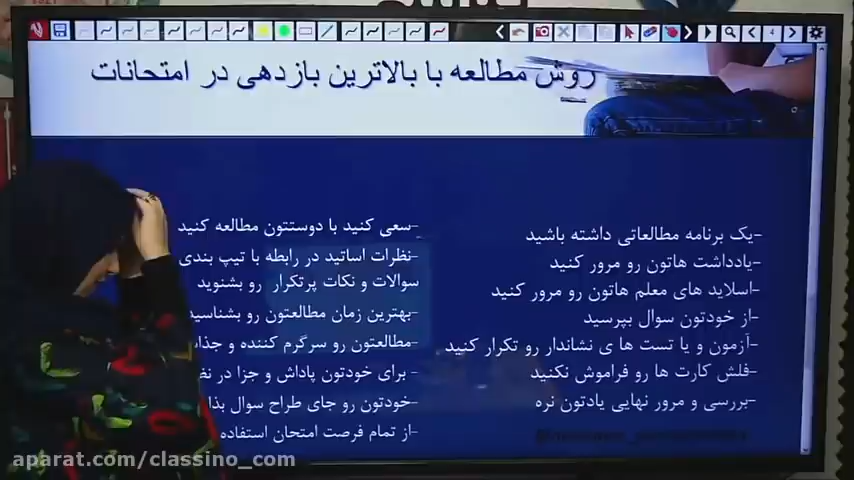 روش مطالعه با بالاترین بازدهی در امتحانات
-یک برنامه مطالعاتی داشته باشید
-یادداشت هاتون رو مرور کنید
-اسلاید های معلم هاتون رو مرور کنید
-از خودتون سوال بپرسید
-آزمون و یا تست ها ی نشاندار رو تکرار کنید
-فلش کارت ها رو فراموش نکنید
-بررسی و مرور نهایی یادتون نره
-سعی کنید با دوستتون مطالعه کنید
-نظرات اساتید در رابطه با تیپ بندی
سوالات و نکات پرتکرار رو بشنوید
-بهترین زمان مطالعتون رو بشناسید
-مطالعتون رو سرگرم کننده و
- برای خودتون پاداش و جزا در
-خودتون رو جای طراح سوال
-از تمام فرصت امتحان استفاده
aparat.com/classino_com